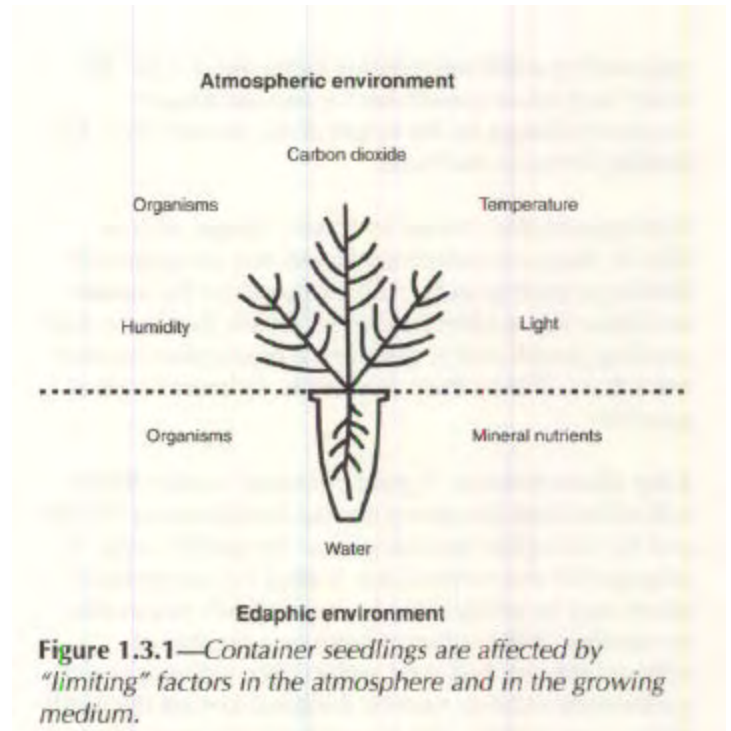 Atmospheric environment
Carbon dioxide
Organisms
Temperature
Humidity
Light
Organisms
Mineral nutrients
Water
Edaphic environment
Figure 1.3.1—Container seedlings are affected by
"limiting" factors in the atmosphere and in the growing
medium.